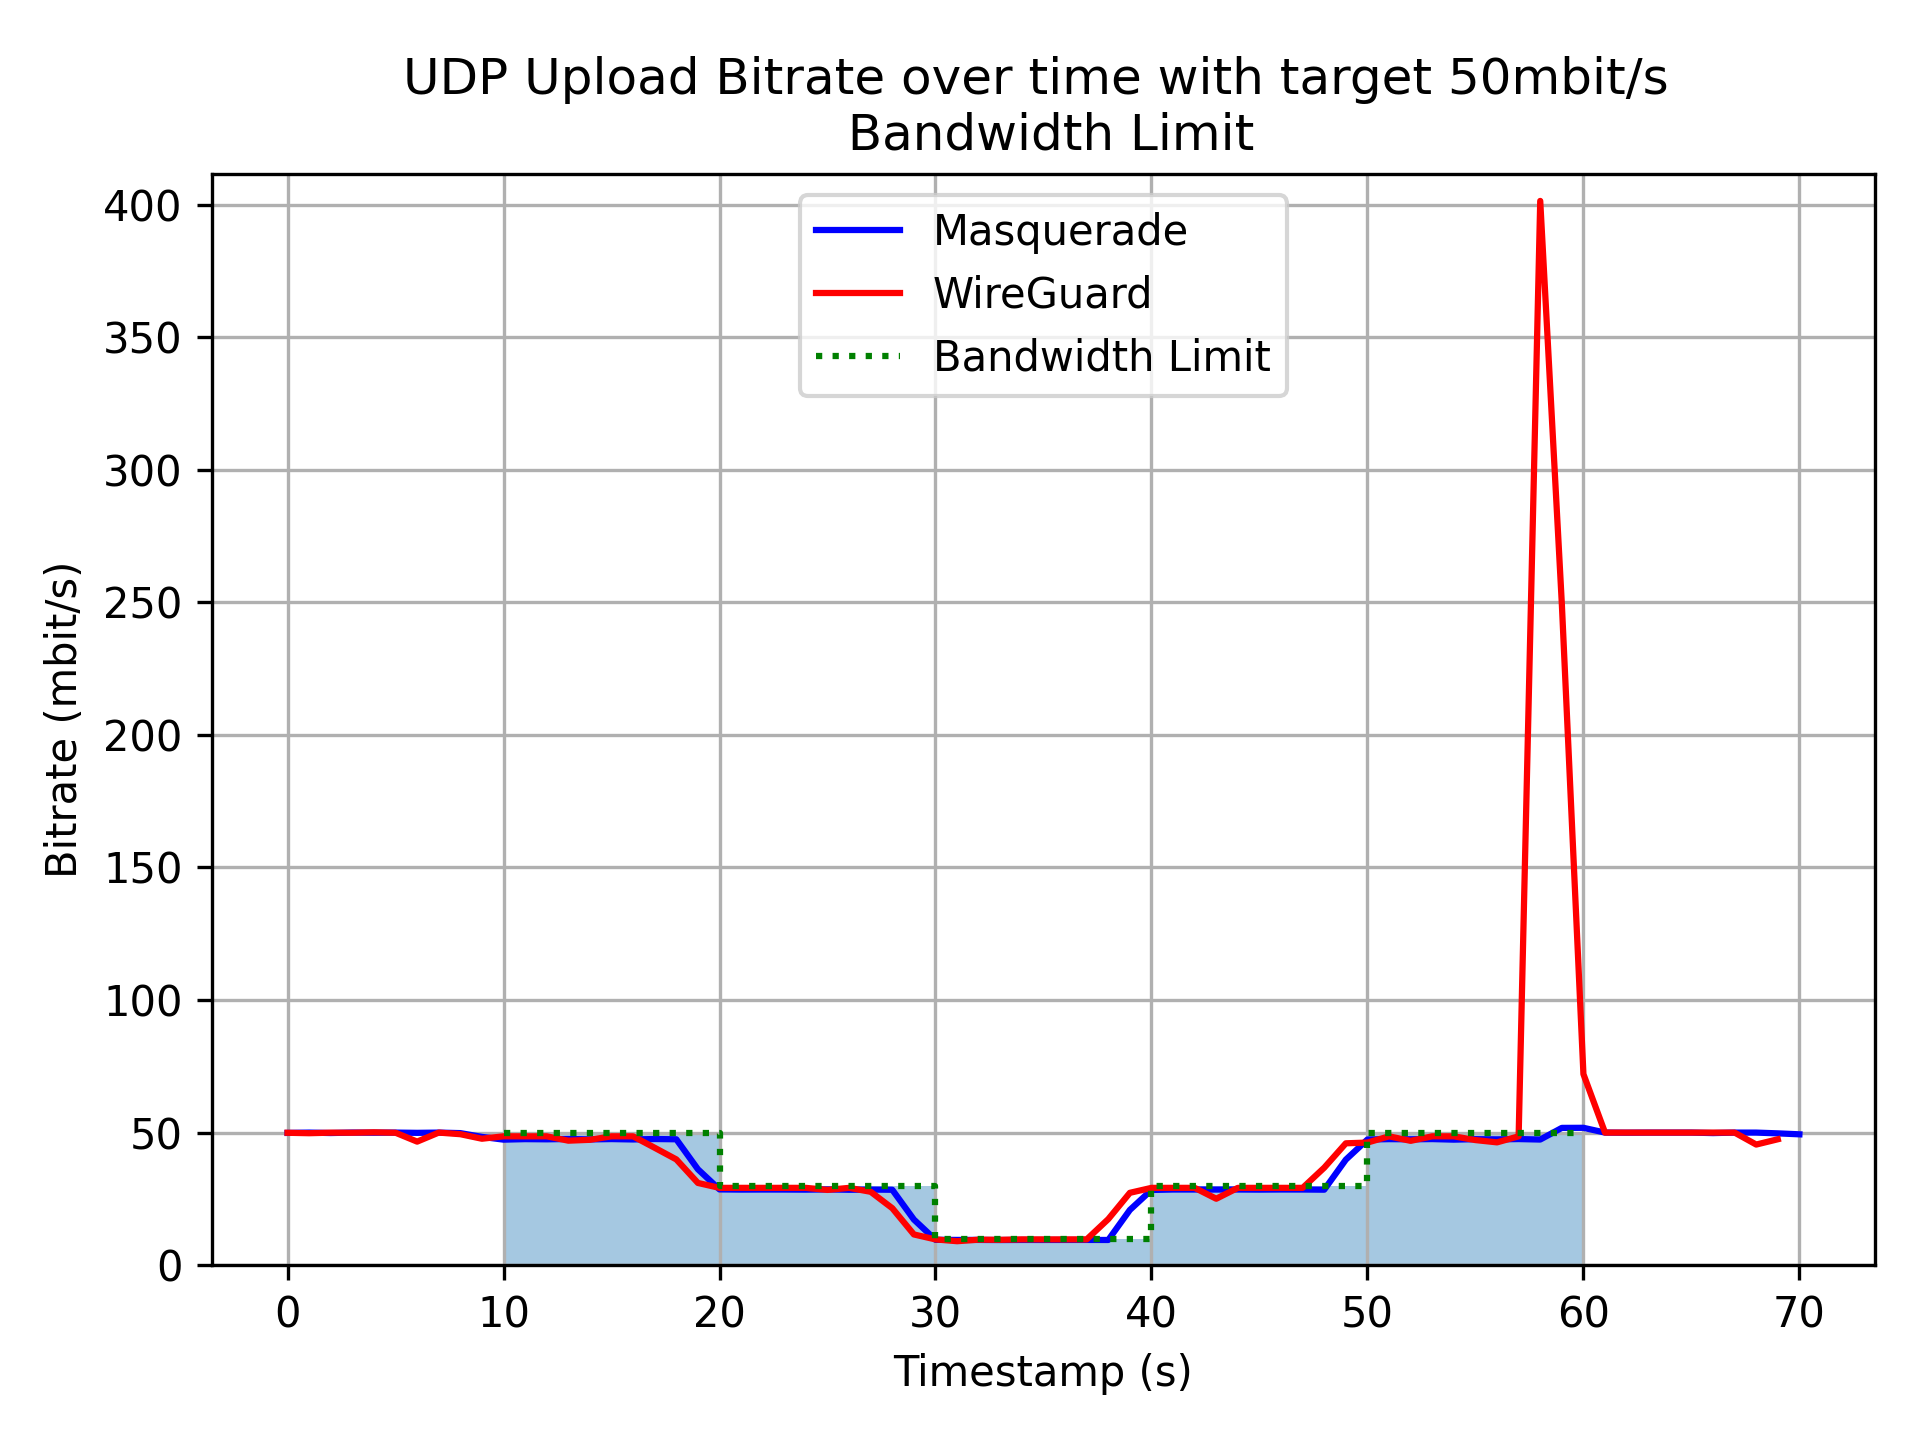 UDP Upload Bitrate over time with target 50mbit/s
Bandwidth Limit
Masquerade
WireGuard
Bandwidth Limit
400
350
300
250
200
150
100
50
0
Bitrate (mbit/s)
0 10 20 30 40 50 60 70
Timestamp (s)